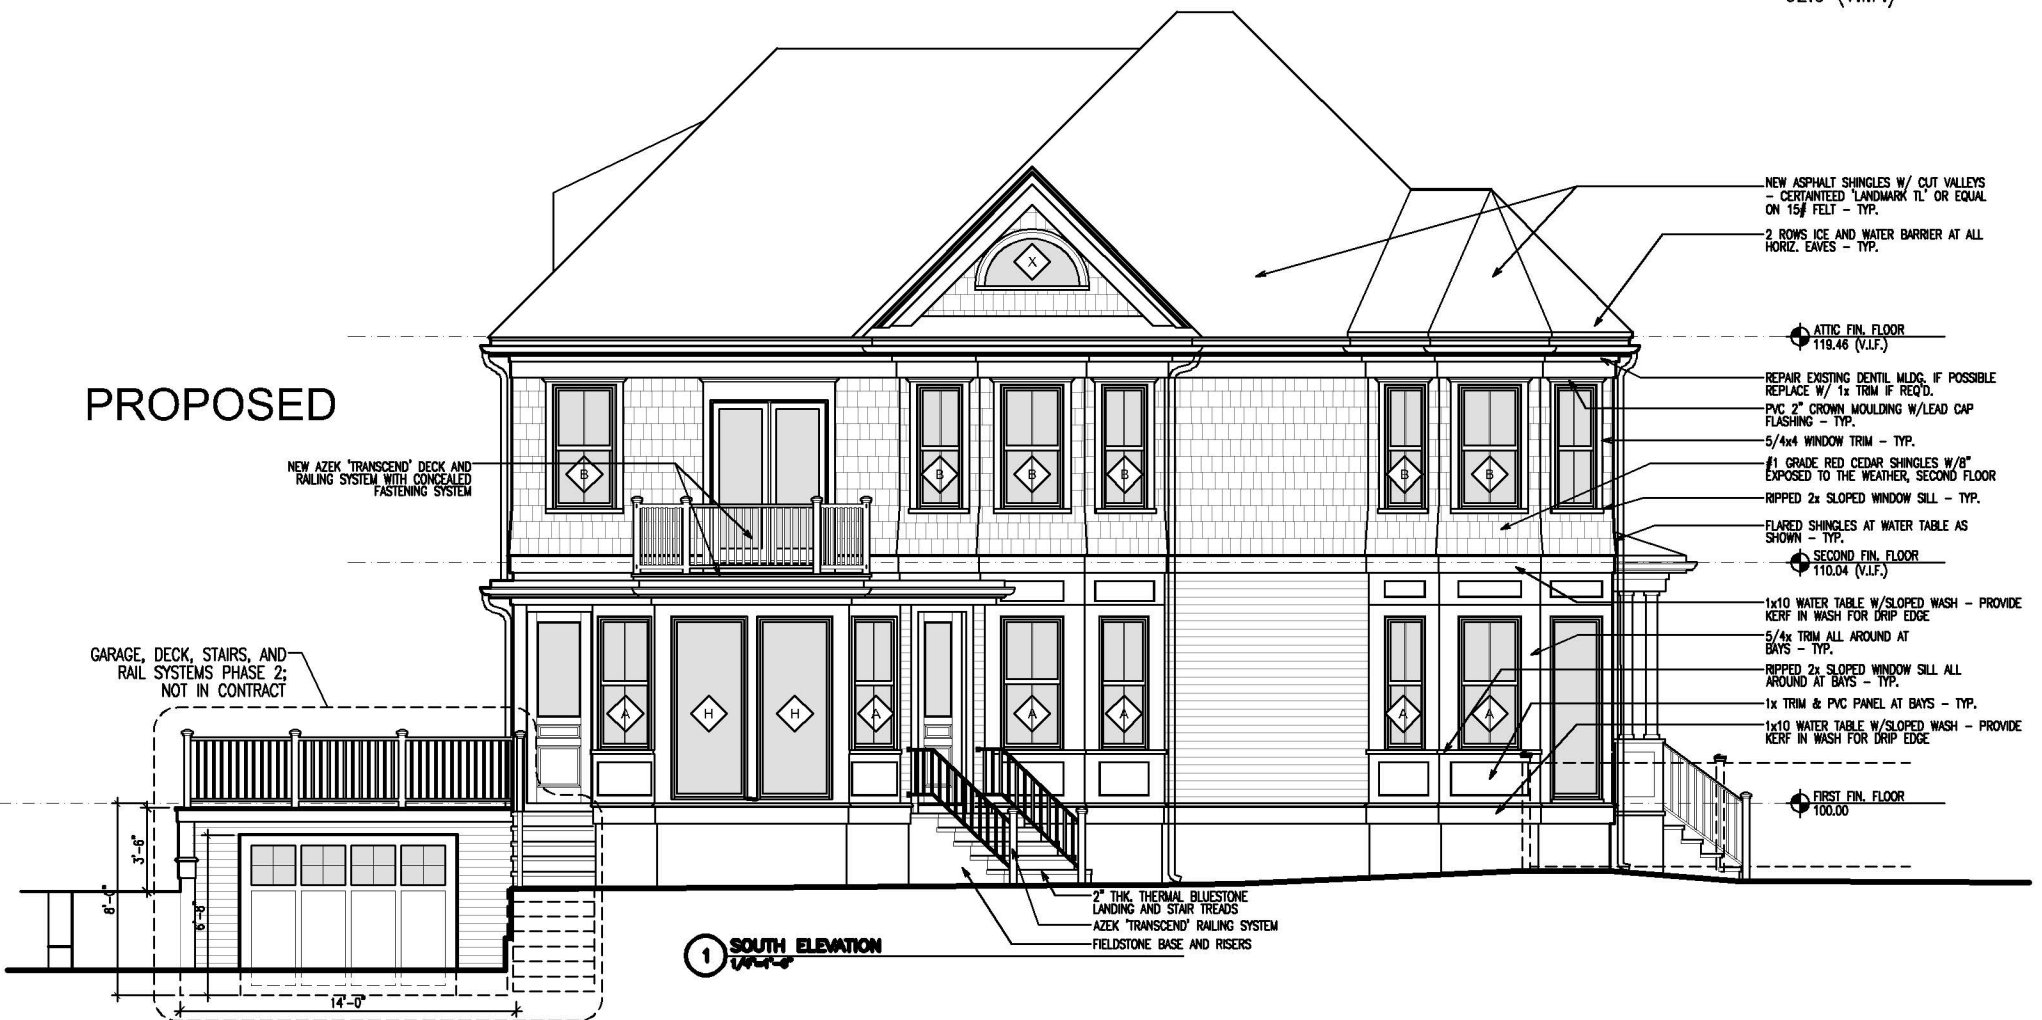 PROPOSED
NEW ASPHALT SHINGLES W/ CUT VALLEYS
- CERTAINTEED 'LANDMARK TL' OR EQUAL
ON 15# FELT - TYP.
2 ROWS ICE AND WATER BARRIER AT ALL
HORIZ. EAVES - TYP.
ATTIC FIN. FLOOR
119.46 (V.I.F.)
REPAIR EXISTING DENTIL MLDG. IF POSSIBLE
REPLACE W/ 1x TRIM IF REQ'D.
PVC 2" CROWN MOULDING W/LEAD CAP
FLASHING - TYP.
5/4x4 WINDOW TRIM - TYP.
#1 GRADE RED CEDAR SHINGLES W/8"
EXPOSED TO THE WEATHER, SECOND FLOOR
RIPPED 2x SLOPED WINDOW SILL - TYP.
FLARED SHINGLES AT WATER TABLE AS
SHOWN - TYP.
SECOND FIN. FLOOR
110.04 (V.I.F.)
1x10 WATER TABLE W/SLOPED WASH - PROVIDE
KERF IN WASH FOR DRIP EDGE
5/4x TRIM ALL AROUND AT
BAYS - TYP.
RIPPED 2x SLOPED WINDOW SILL ALL
AROUND AT BAYS - TYP.
1x TRIM & PVC PANEL AT BAYS - TYP.
1x10 WATER TABLE W/SLOPED WASH - PROVIDE
KERF IN WASH FOR DRIP EDGE
FIRST FIN. FLOOR
100.00
NEW AZEK 'TRANSCEND' DECK AND
RAILING SYSTEM WITH CONCEALED
FASTENING SYSTEM
GARAGE, DECK, STAIRS, AND
RAIL SYSTEMS PHASE 2;
NOT IN CONTRACT
X
B B B B B B
A H H A A A A A
3'-6"
8'-0"
6'-8"
14'-0"
2" THK. THERMAL BLUESTONE
LANDING AND STAIR TREADS
AZEK 'TRANSCEND' RAILING SYSTEM
FIELDSTONE BASE AND RISERS
1 SOUTH ELEVATION
1/4"=1'-0"